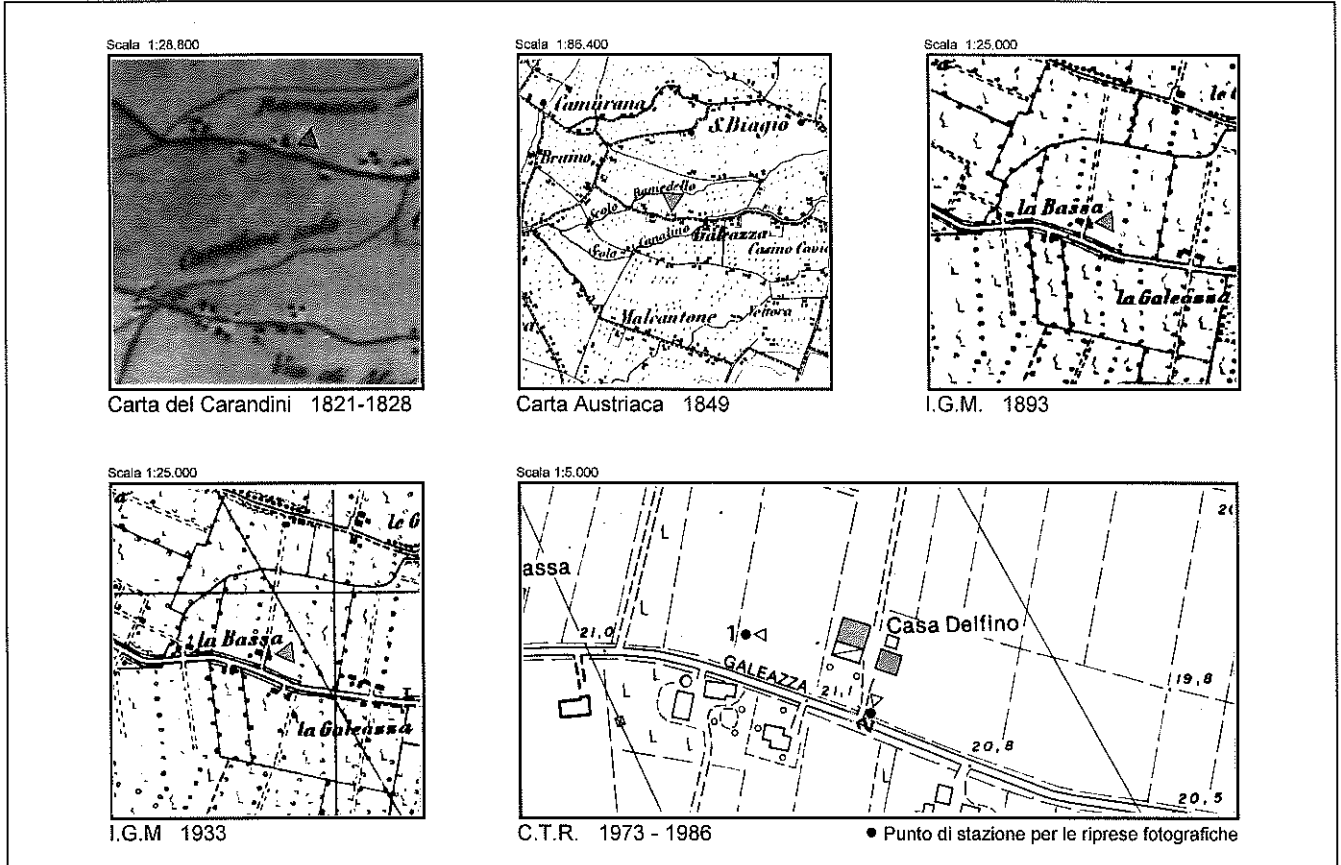 Scala 1:28.800
Carta del Carandini 1821-1828
Scala 1:86.400
Camurana
S. Biagio
Bruino
Scolo
Canalino
Scolo
Galeazza
Casino
Malcantone
Carta Austriaca 1849
Scala 1:25.000
a
la Bassa
la Galeazza
I.G.M. 1893
Scala 1:25.000
a
le G
la Bassa
la Galeazza
I.G.M 1933
Scala 1:5.000
assa
21,0
L
1
Casa Delfino
GALEAZZA
21,1
2
19,8
20,8
20,5
L
L
L L
L
L
C.T.R. 1973 - 1986
● Punto di stazione per le riprese fotografiche